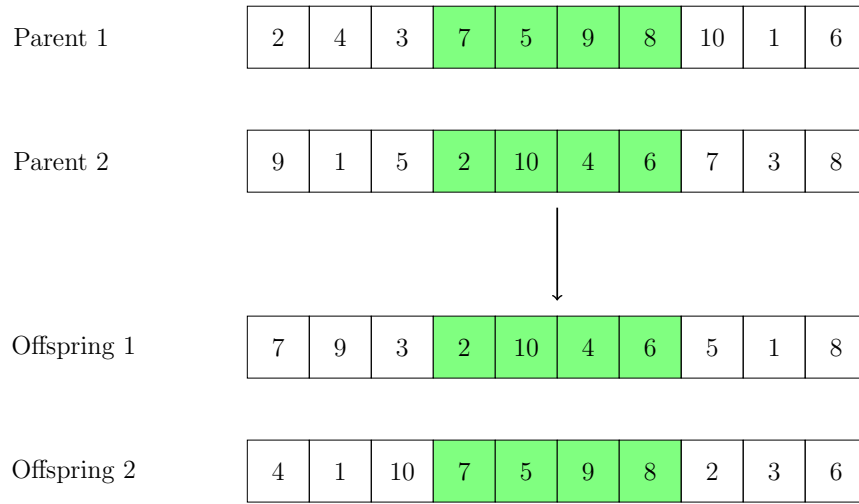 Parent 1 2 4 3 7 5 9 8 10 1 6
Parent 2 9 1 5 2 10 4 6 7 3 8
Offspring 1 7 9 3 2 10 4 6 5 1 8
Offspring 2 4 1 10 7 5 9 8 2 3 6